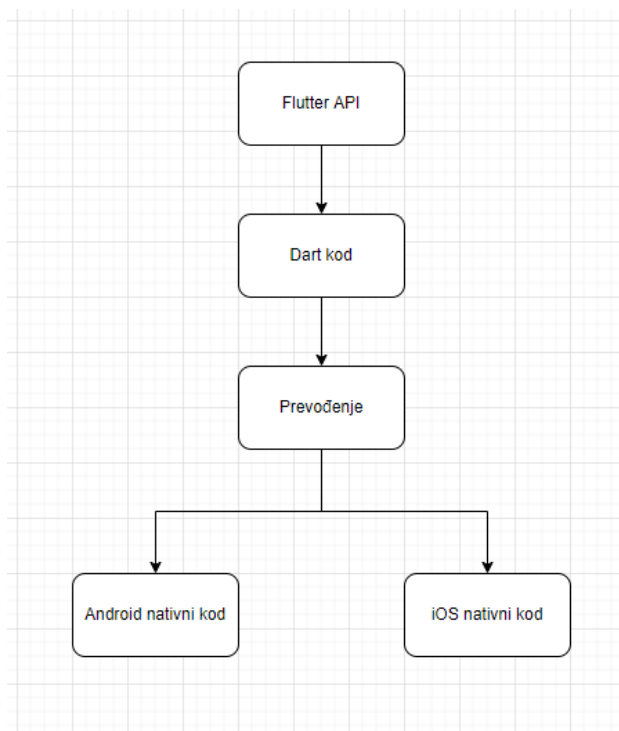 Flutter API
Dart kod
Prevođenje
Android nativni kod
iOS nativni kod